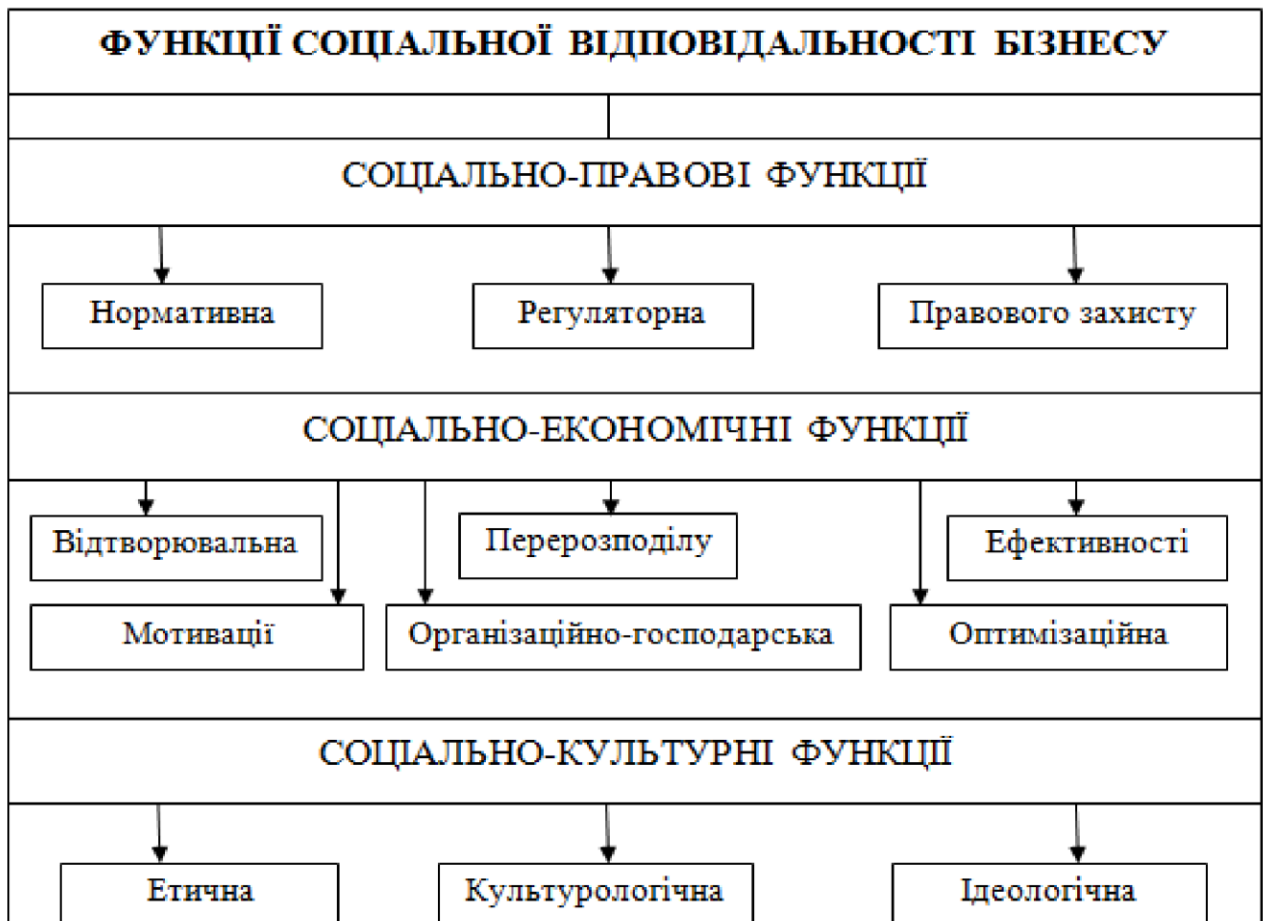 ФУНКЦІЇ СОЦІАЛЬНОЇ ВІДПОВІДАЛЬНОСТІ БІЗНЕСУ
СОЦІАЛЬНО-ПРАВОВІ ФУНКЦІЇ
Нормативна
Регуляторна
Правового захисту
СОЦІАЛЬНО-ЕКОНОМІЧНІ ФУНКЦІЇ
Відтворювальна
Перерозподілу
Ефективності
Мотивації
Організаційно-господарська
Оптимізаційна
СОЦІАЛЬНО-КУЛЬТУРНІ ФУНКЦІЇ
Етична
Культурологічна
Ідеологічна